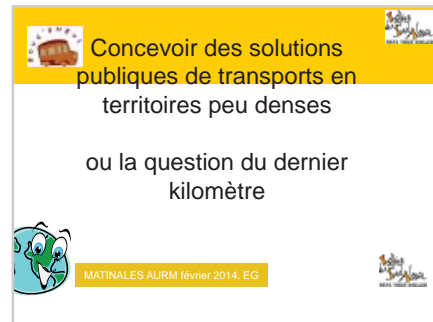 Concevoir des solutions
publiques de transports en
territoires peu denses
ou la question du dernier
kilomètre
MATINALES AURM février 2014. EG